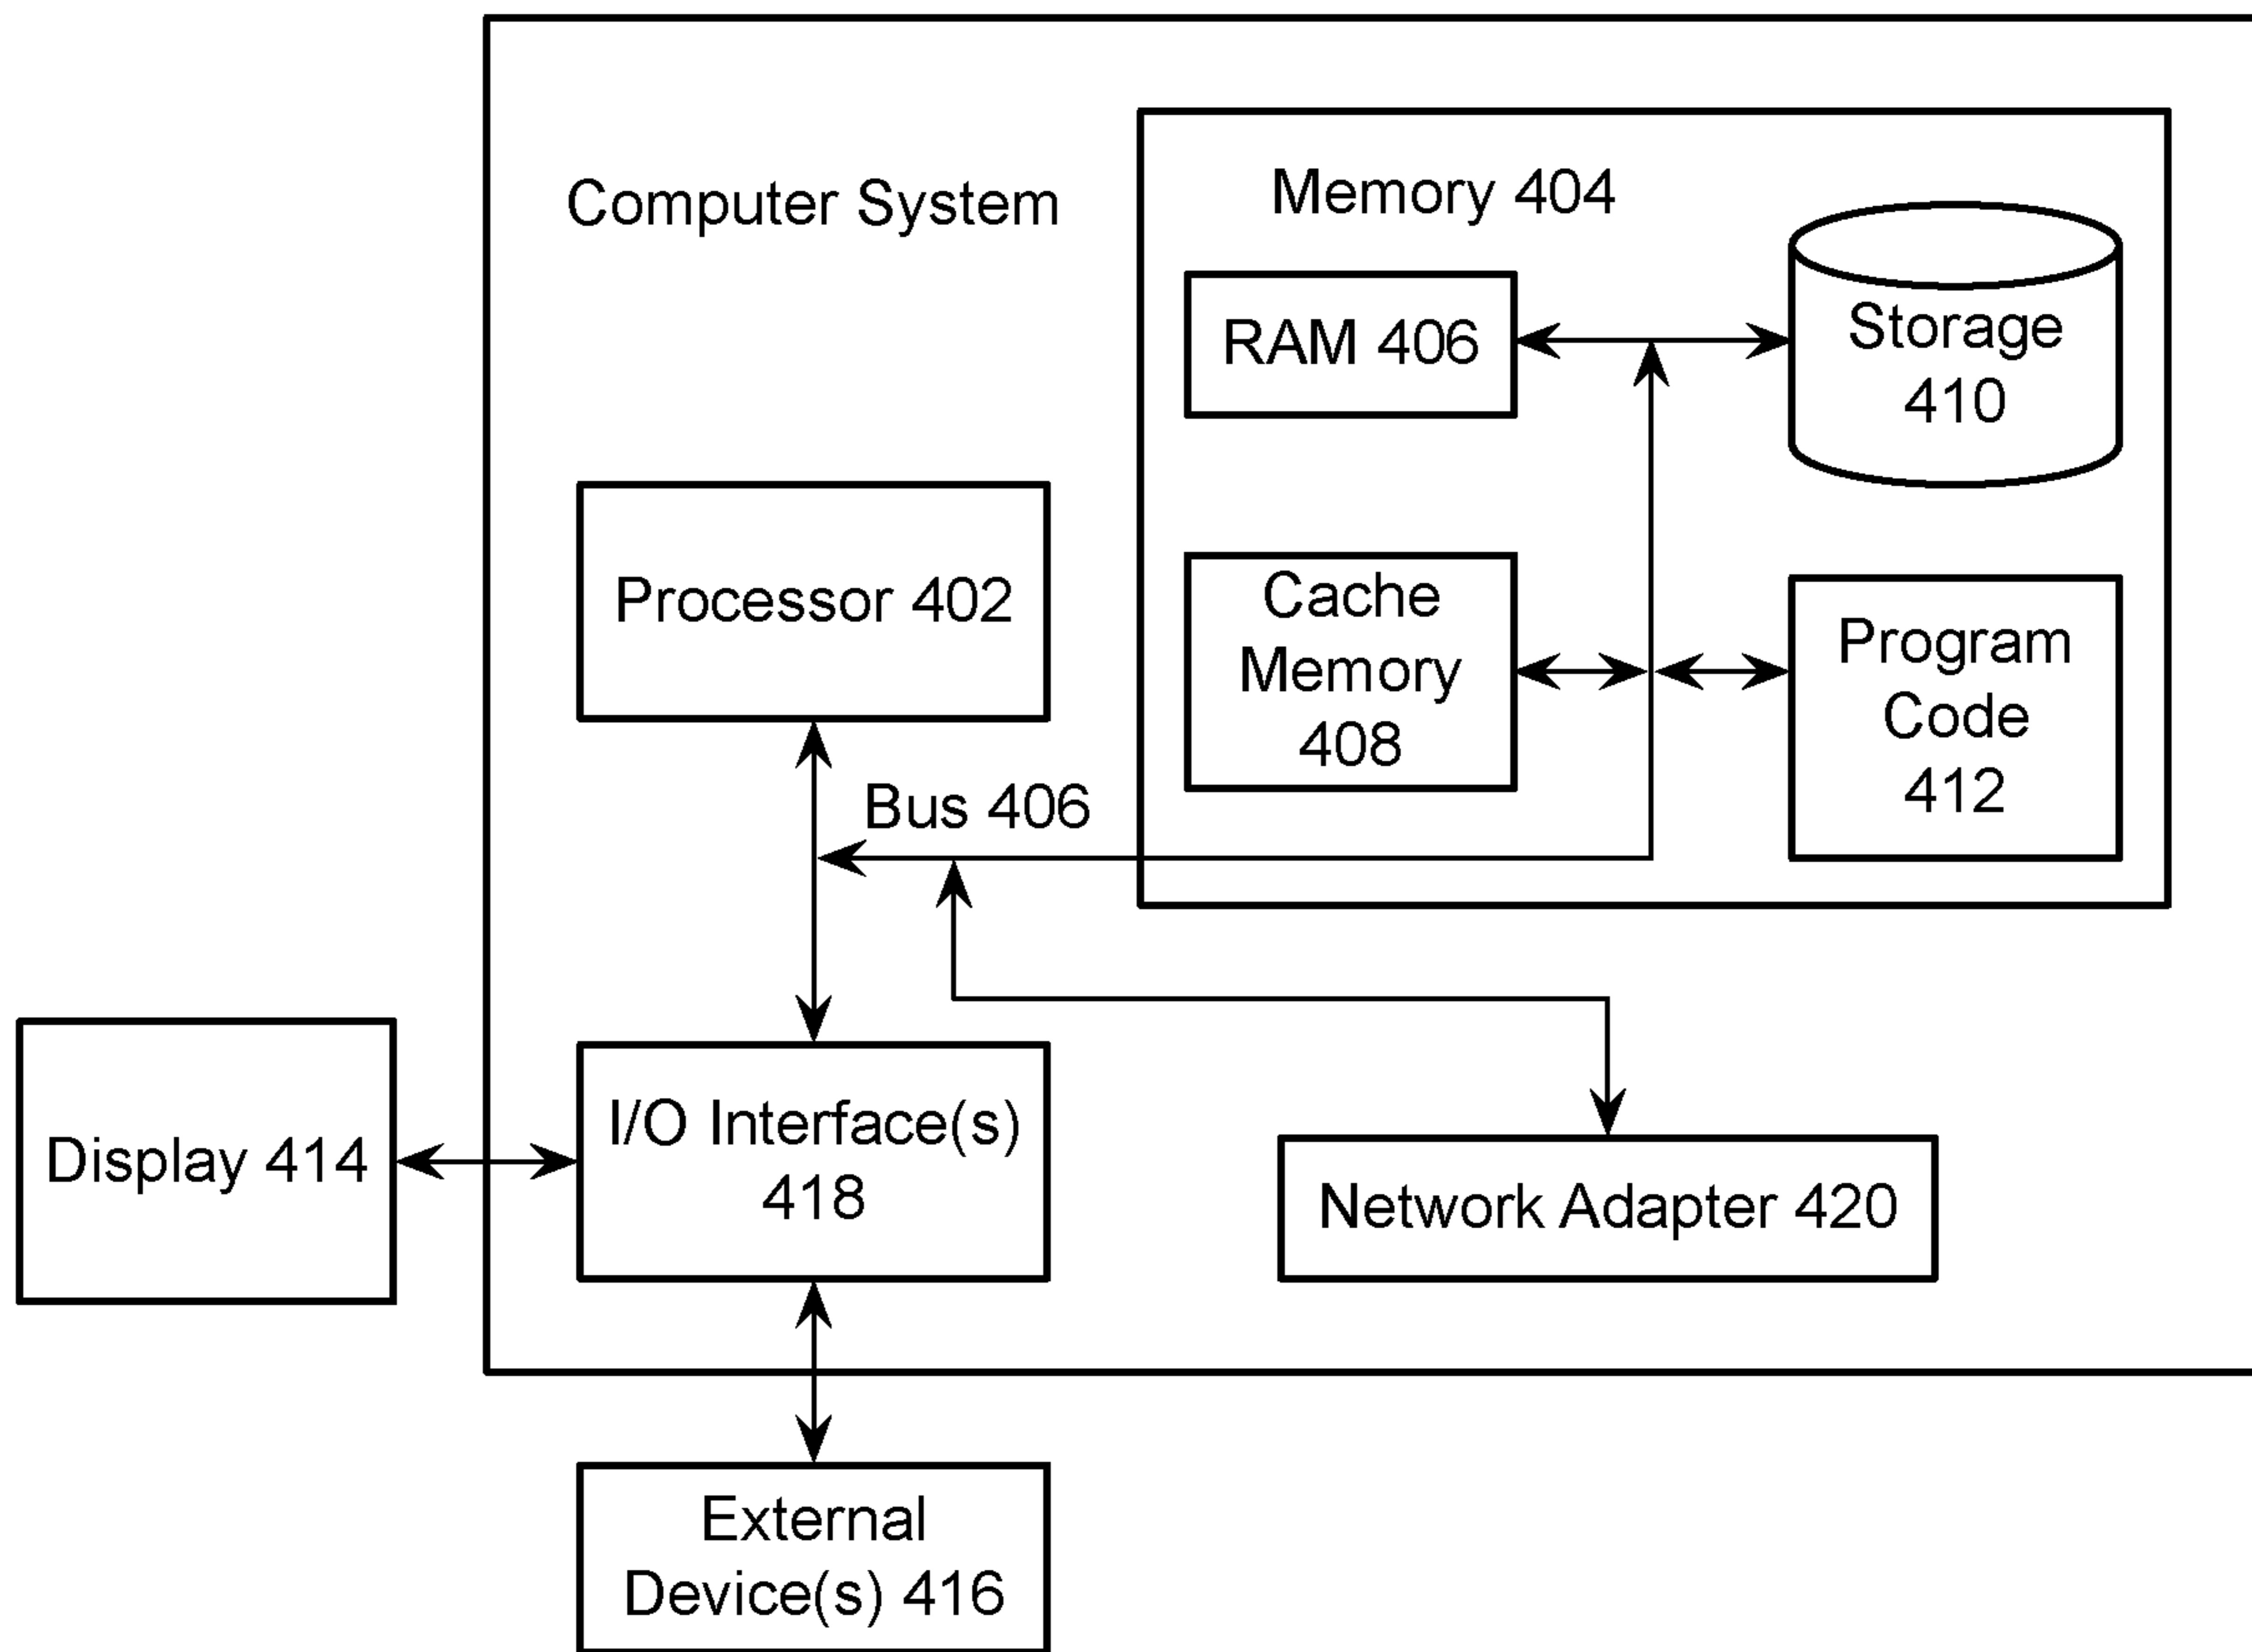 Computer System
Memory 404
RAM 406
Storage
410
Processor 402
Cache
Memory
408
Program
Code
412
Bus 406
Display 414
I/O Interface(s)
418
Network Adapter 420
External
Device(s) 416